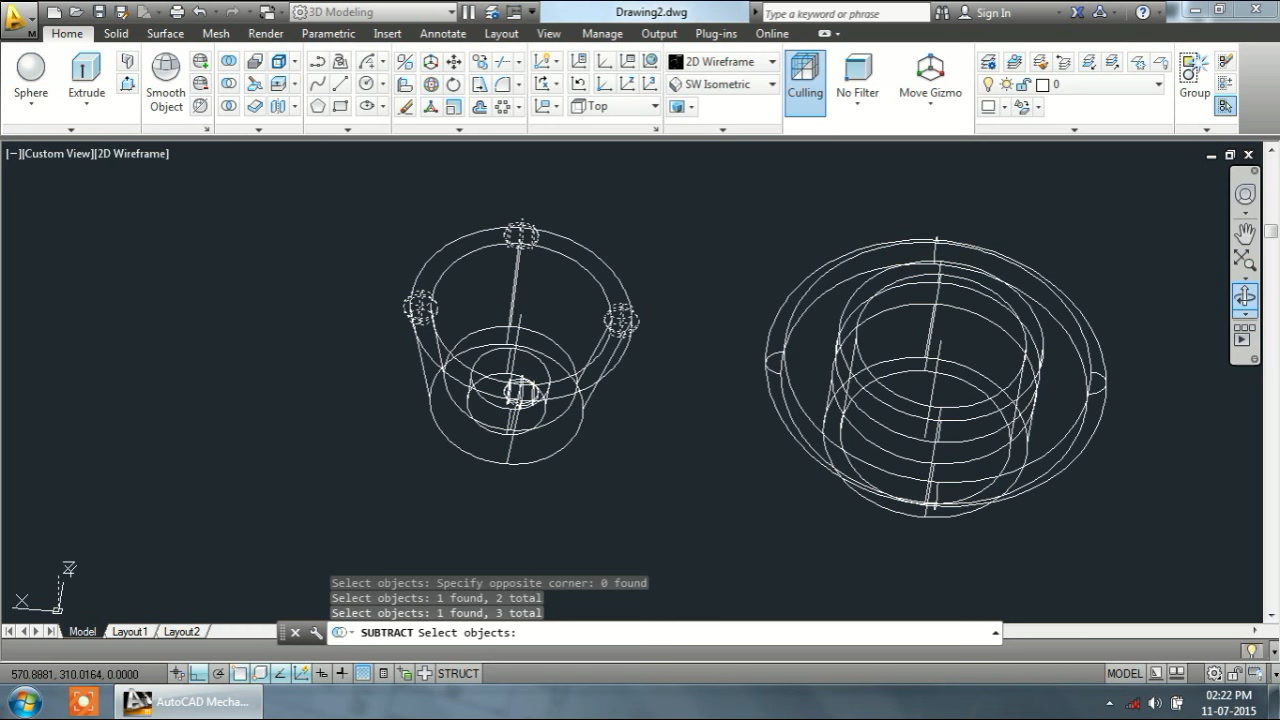 3D Modeling
Drawing2.dwg
Type a keyword or phrase
Sign In
Home Solid Surface Mesh Render Parametric Insert Annotate Layout View Manage Output Plug-ins Online
Sphere
Extrude
Smooth Object
Top
2D Wireframe
SW Isometric
Culling
No Filter
Move Gizmo
0
Group
[−][Custom View][2D Wireframe]
Select objects: Specify opposite corner: 0 found
Select objects: 1 found, 2 total
Select objects: 1 found, 3 total
SUBTRACT Select objects:
Z
X
Model Layout1 Layout2
570.8881, 310.0164, 0.0000
STRUCT
MODEL
AutoCAD Mecha...
02:22 PM
11-07-2015